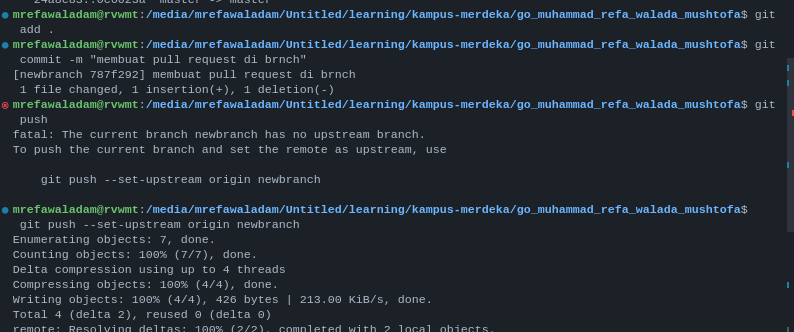 mrefawaladam@rvwmt:/media/mrefawaladam/Untitled/learning/kampus-merdeka/go_muhammad_refa_walada_mushtofa$ git
add .
mrefawaladam@rvwmt:/media/mrefawaladam/Untitled/learning/kampus-merdeka/go_muhammad_refa_walada_mushtofa$ git
commit -m "membuat pull request di brnch"
[newbranch 787f292] membuat pull request di brnch
1 file changed, 1 insertion(+), 1 deletion(-)
mrefawaladam@rvwmt:/media/mrefawaladam/Untitled/learning/kampus-merdeka/go_muhammad_refa_walada_mushtofa$ git
push
fatal: The current branch newbranch has no upstream branch.
To push the current branch and set the remote as upstream, use
git push --set-upstream origin newbranch
mrefawaladam@rvwmt:/media/mrefawaladam/Untitled/learning/kampus-merdeka/go_muhammad_refa_walada_mushtofa$
git push --set-upstream origin newbranch
Enumerating objects: 7, done.
Counting objects: 100% (7/7), done.
Delta compression using up to 4 threads
Compressing objects: 100% (4/4), done.
Writing objects: 100% (4/4), 426 bytes | 213.00 KiB/s, done.
Total 4 (delta 2), reused 0 (delta 0)
remote: Resolving deltas: 100% (2/2), completed with 2 local objects.